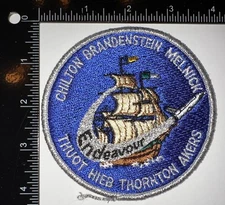 CHILTON BRANDENSTEIN MELNICK
Endeavour
THUOT HIEB THORNTON AKERS